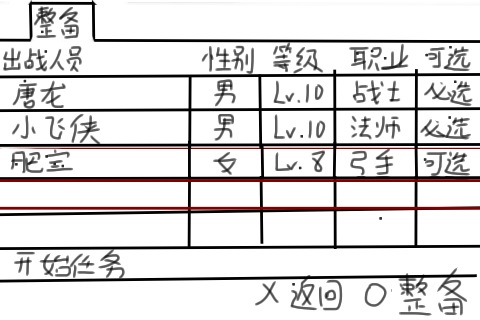 整备
出战人员 性别 等级 职业 可选
唐龙 男 Lv.10 战士 必选
小飞侠 男 Lv.10 法师 必选
肥宝 女 Lv.8 弓手 可选
开始任务
X返回 O整备